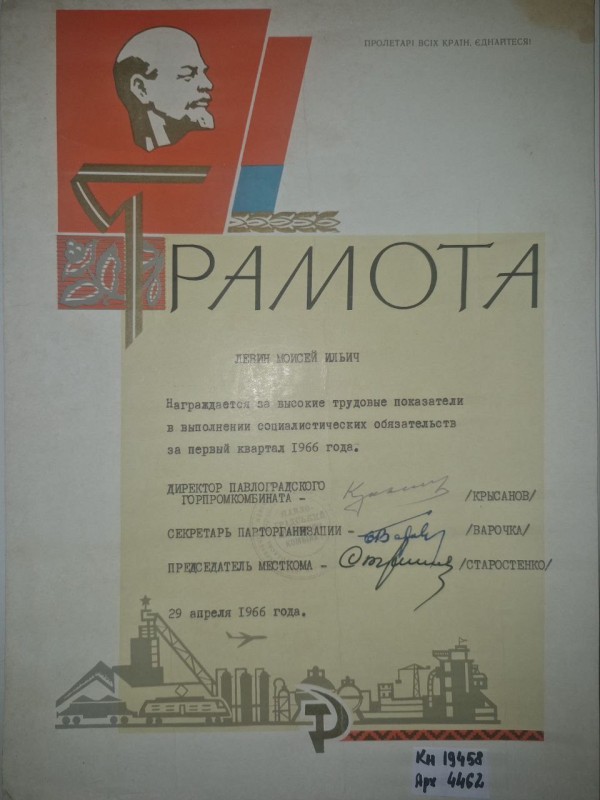 ПРОЛЕТАРІ ВСІХ КРАЇН, ЄДНАЙТЕСЯ!
ГРАМОТА
ЛЕВИН МОИСЕЙ ИЛЬИЧ
Награждается за высокие трудовые показатели
в выполнении социалистических обязательств
за первый квартал 1966 года.
ДИРЕКТОР ПАВЛОГРАДСКОГО
ГОРПРОМКОМБИНАТА - /КРЫСАНОВ/
СЕКРЕТАРЬ ПАРТОРГАНИЗАЦИИ - /ВАРОЧКА/
ПРЕДСЕДАТЕЛЬ МЕСТКОМА - /СТАРОСТЕНКО/
29 апреля 1966 года.
КН 19458
Арх 4462